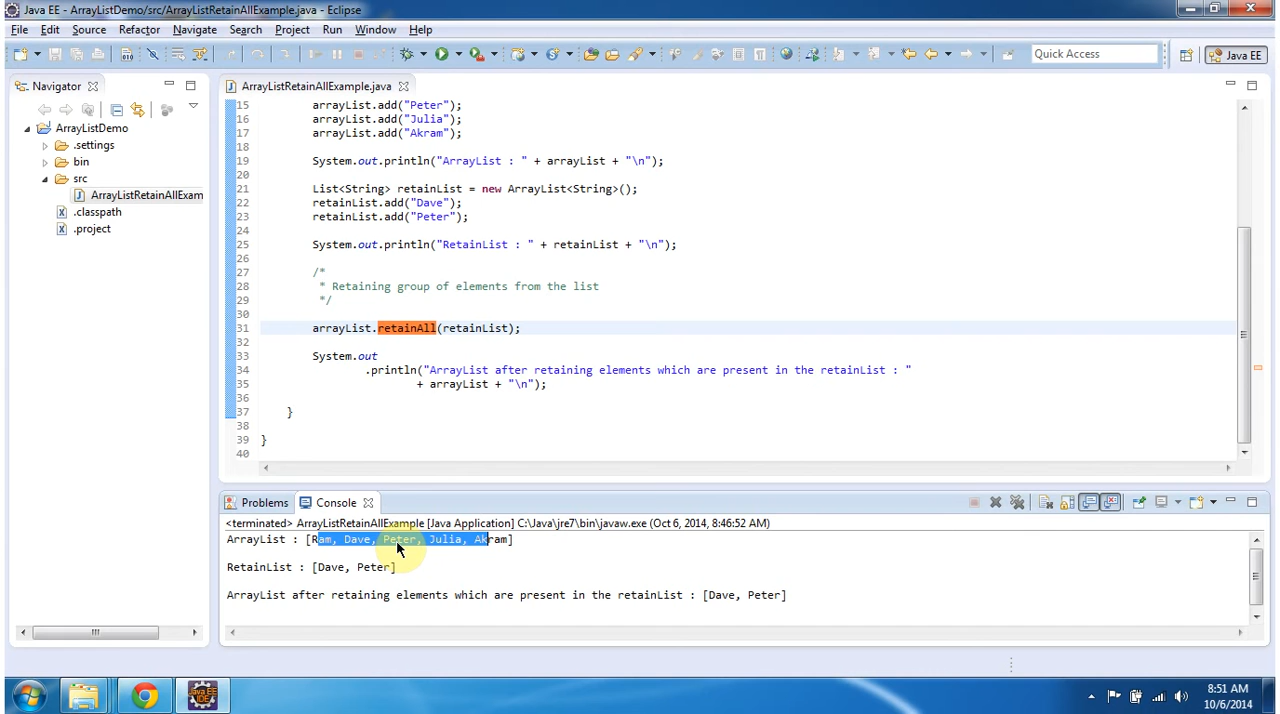 Java EE - ArrayListDemo/src/ArrayListRetainAllExample.java - Eclipse
File Edit Source Refactor Navigate Search Project Run Window Help
Quick Access
Java EE
Navigator
ArrayListRetainAllExample.java
ArrayListDemo
.settings
bin
src
ArrayListRetainAllExam
.classpath
.project
15 arrayList.add("Peter");
16 arrayList.add("Julia");
17 arrayList.add("Akram");
18
19 System.out.println("ArrayList : " + arrayList + "\n");
20
21 List<String> retainList = new ArrayList<String>();
22 retainList.add("Dave");
23 retainList.add("Peter");
24
25 System.out.println("RetainList : " + retainList + "\n");
26
27 /*
28 * Retaining group of elements from the list
29 */
30
31 arrayList.retainAll(retainList);
32
33 System.out
34 .println("ArrayList after retaining elements which are present in the retainList : "
35 + arrayList + "\n");
36
37 }
38
39 }
40
Problems Console
<terminated> ArrayListRetainAllExample [Java Application] C:\Java\jre7\bin\javaw.exe (Oct 6, 2014, 8:46:52 AM)
ArrayList : [Ram, Dave, Peter, Julia, Akram]
RetainList : [Dave, Peter]
ArrayList after retaining elements which are present in the retainList : [Dave, Peter]
Java EE
IDE
8:51 AM
10/6/2014